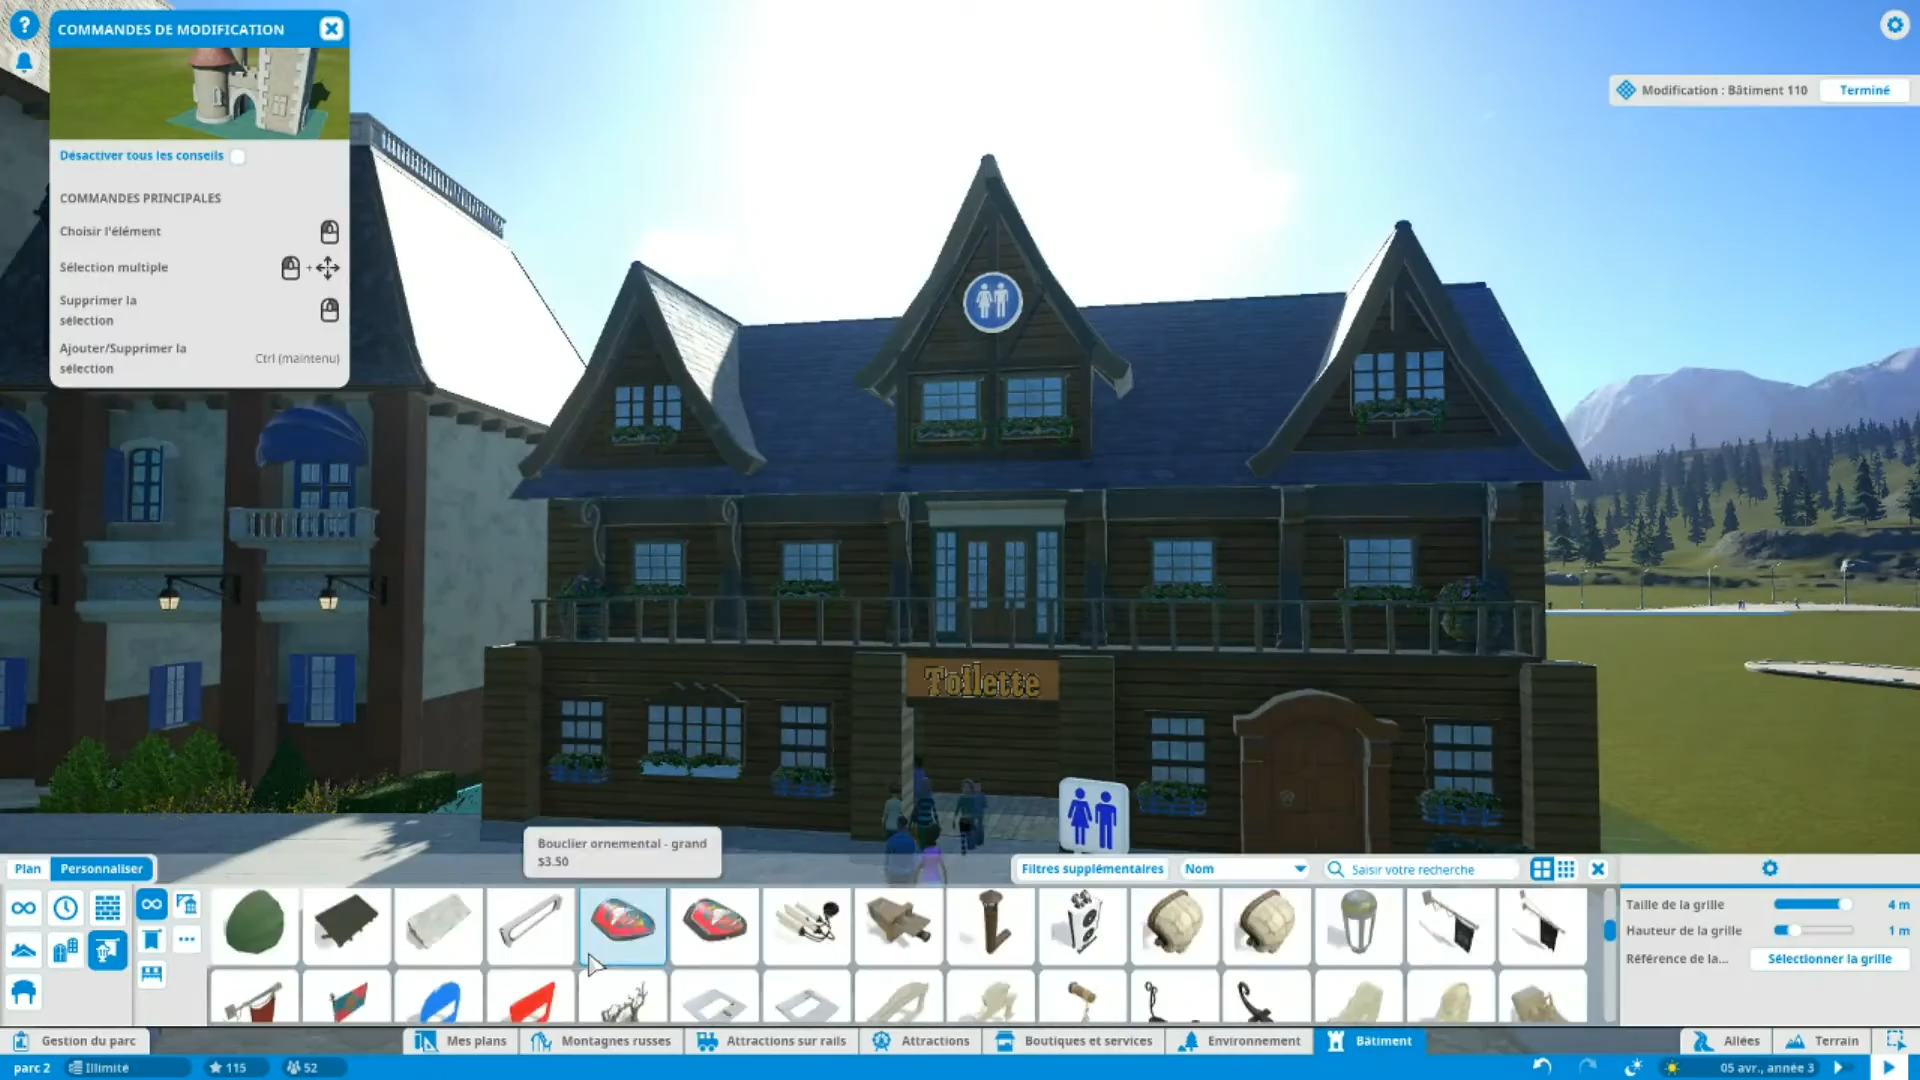 ?
COMMANDES DE MODIFICATION
Désactiver tous les conseils
COMMANDES PRINCIPALES
Choisir l'élément
Sélection multiple
+
Supprimer la
sélection
Ajouter/Supprimer la
sélection
Ctrl (maintenu)
Modification : Bâtiment 110
Terminé
Toilette
Bouclier ornemental - grand
$3.50
Plan
Personnaliser
Filtres supplémentaires
Nom
Saisir votre recherche
Taille de la grille
4 m
Hauteur de la grille
1 m
Référence de la...
Sélectionner la grille
Gestion du parc
Mes plans
Montagnes russes
Attractions sur rails
Attractions
Boutiques et services
Environnement
Bâtiment
Allées
Terrain
parc 2
Illimité
115
52
05 avr., année 3